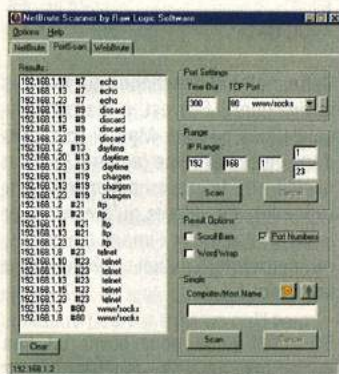 NetBrute Scanner by Raw Logic Software
Options Help
NetBrute PortScan WebBrute
Results:
192.168.1.11 #7 echo
192.168.1.13 #7 echo
192.168.1.23 #7 echo
192.168.1.11 #9 discard
192.168.1.13 #9 discard
192.168.1.15 #9 discard
192.168.1.23 #9 discard
192.168.1.2 #13 daytime
192.168.1.20 #13 daytime
192.168.1.23 #13 daytime
192.168.1.11 #19 chargen
192.168.1.13 #19 chargen
192.168.1.23 #19 chargen
192.168.1.2 #21 ftp
192.168.1.3 #21 ftp
192.168.1.11 #21 ftp
192.168.1.13 #21 ftp
192.168.1.23 #21 ftp
192.168.1.8 #23 telnet
192.168.1.10 #23 telnet
192.168.1.11 #23 telnet
192.168.1.13 #23 telnet
192.168.1.15 #23 telnet
192.168.1.23 #23 telnet
192.168.1.3 #80 www/socks
192.168.1.8 #80 www/socks
Clear
192.168.1.2
Port Settings
Time Out TCP Port
300 80 www/socks
Range
IP Range
1
192 168 1
23
Scan Cancel
Result Options
Scroll Bars Port Numbers
Word Wrap
Single
Computer/Host Name
Scan Cancel